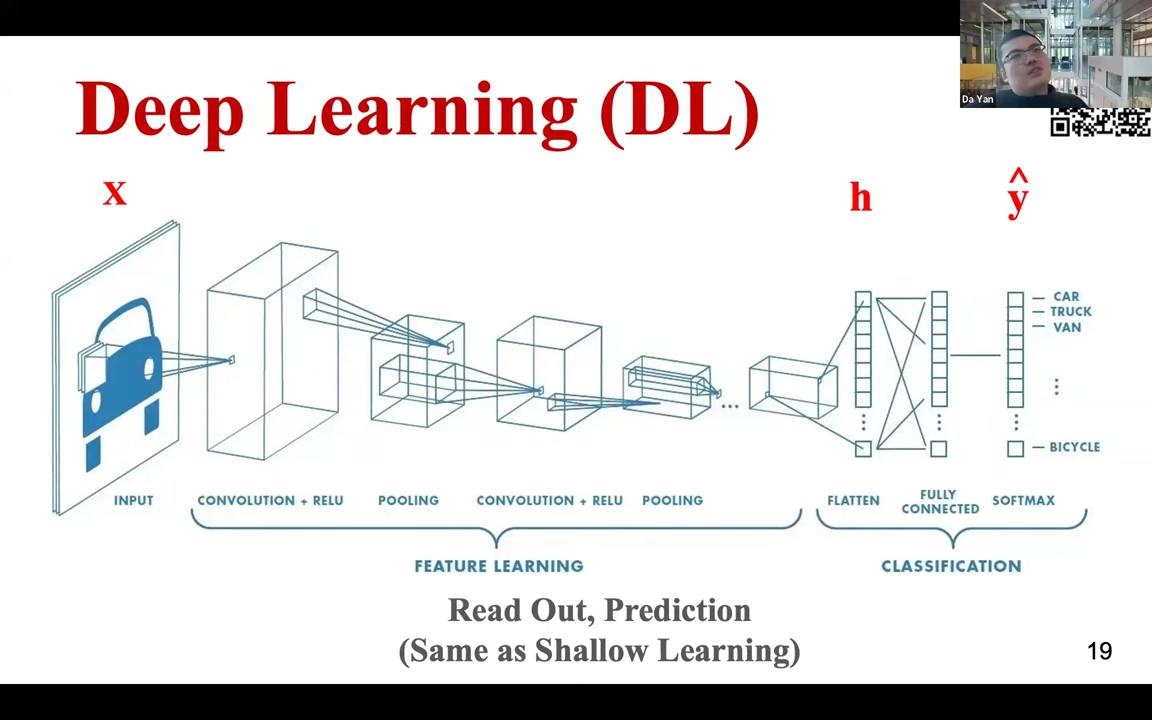 Deep Learning (DL)
Da Yan
x
h
ŷ
CAR
TRUCK
VAN
BICYCLE
INPUT
CONVOLUTION + RELU
POOLING
CONVOLUTION + RELU
POOLING
...
FLATTEN
FULLY
CONNECTED
SOFTMAX
FEATURE LEARNING
CLASSIFICATION
Read Out, Prediction
(Same as Shallow Learning)
19